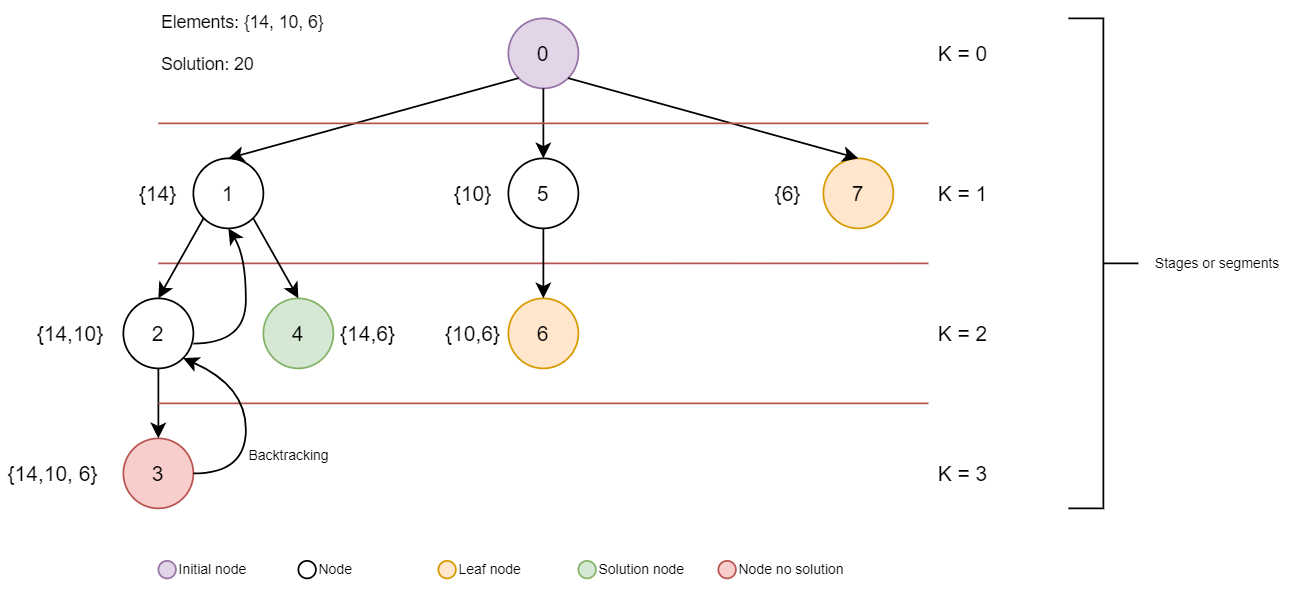 Elements: {14, 10, 6}
Solution: 20
0
K = 0
{14}
1
{10}
5
{6}
7
K = 1
Stages or segments
{14,10}
2
4
{14,6}
{10,6}
6
K = 2
Backtracking
{14,10, 6}
3
K = 3
Initial node
Node
Leaf node
Solution node
Node no solution